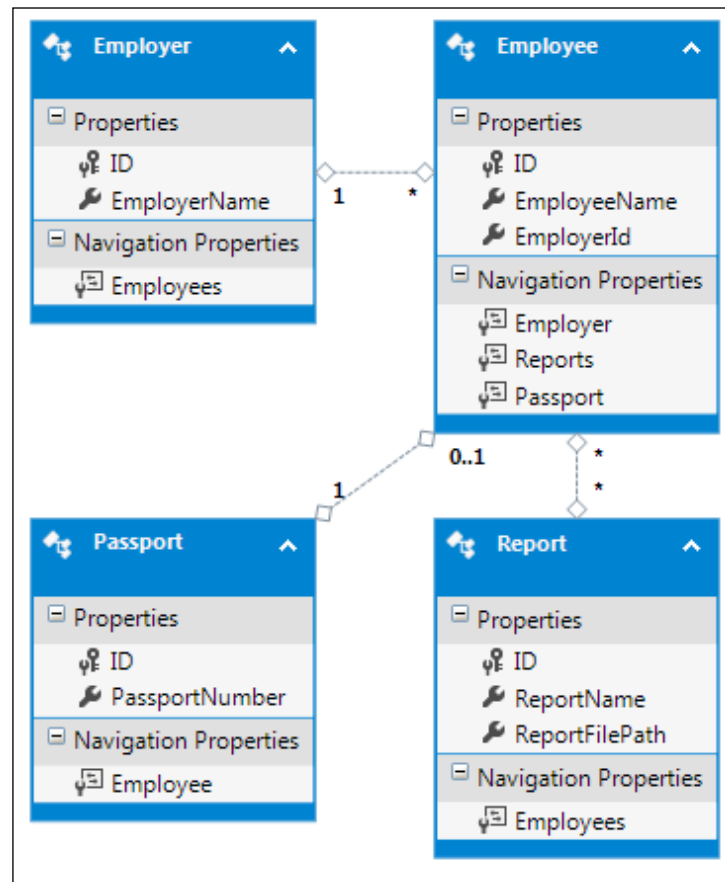 Employer
Properties
ID
EmployerName
Navigation Properties
Employees
1
*
Employee
Properties
ID
EmployeeName
EmployerId
Navigation Properties
Employer
Reports
Passport
0..1
1
*
*
Passport
Properties
ID
PassportNumber
Navigation Properties
Employee
Report
Properties
ID
ReportName
ReportFilePath
Navigation Properties
Employees